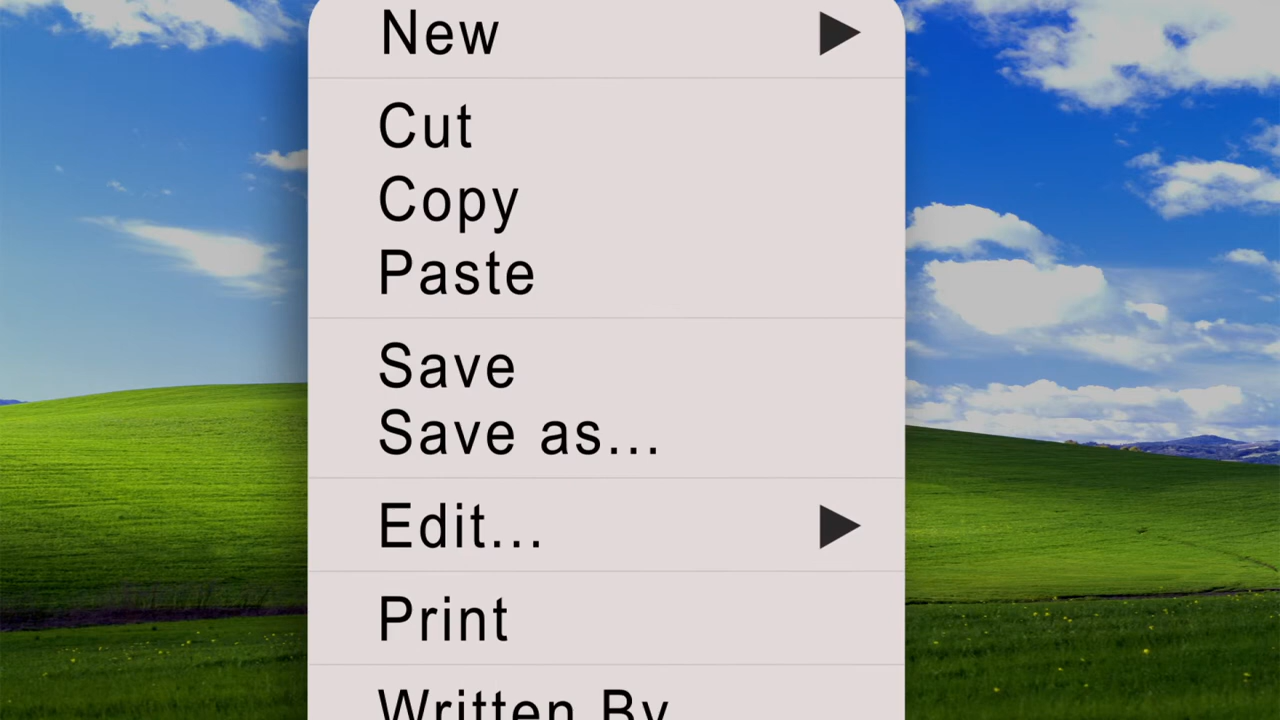 New
Cut
Copy
Paste
Save
Save as...
Edit...
Print
Written By